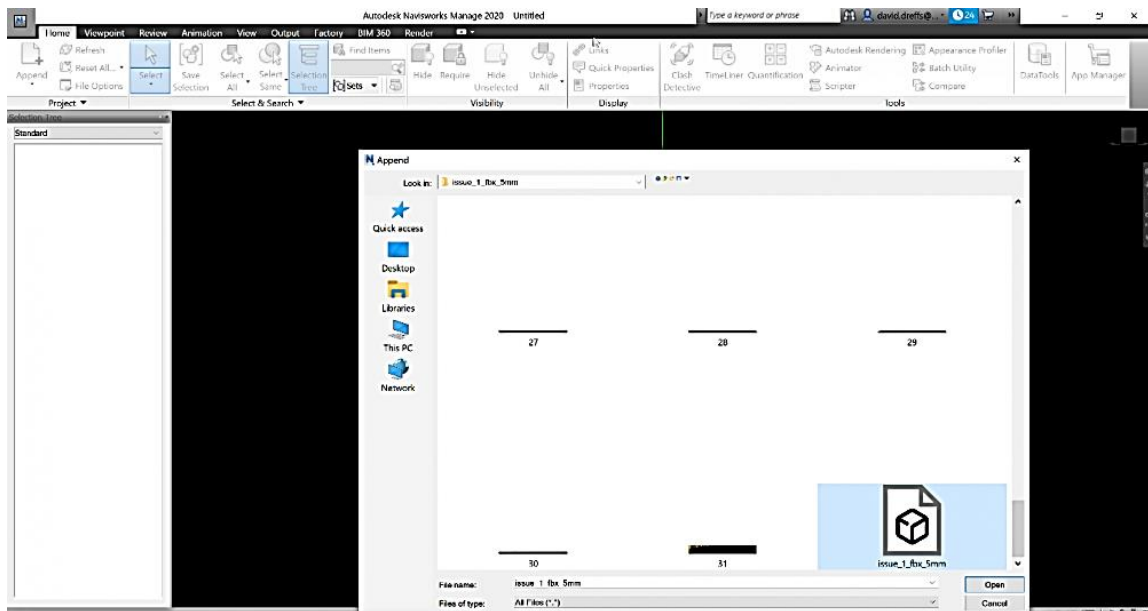 Autodesk Navisworks Manage 2020 Untitled
Type a keyword or phrase
david.dreffs@...
24
Home Viewpoint Review Animation View Output Factory BIM 360 Render
Append
Refresh
Reset All...
File Options
Project
Select
Save Selection
Select All
Select Same
Selection Tree
Find Items
Sets
Select & Search
Hide
Require
Hide Unselected
Unhide All
Visibility
Links
Quick Properties
Properties
Display
Clash Detective
TimeLiner
Quantification
Autodesk Rendering
Animator
Scripter
Appearance Profiler
Batch Utility
Compare
Tools
DataTools
App Manager
Selection Tree
Standard
Append
Look in: issue_1_fbx_5mm
Quick access
Desktop
Libraries
This PC
Network
27
28
29
30
31
issue_1_fbx_5mm
File name: issue_1_fbx_5mm
Open
Files of type: All Files (*.*)
Cancel